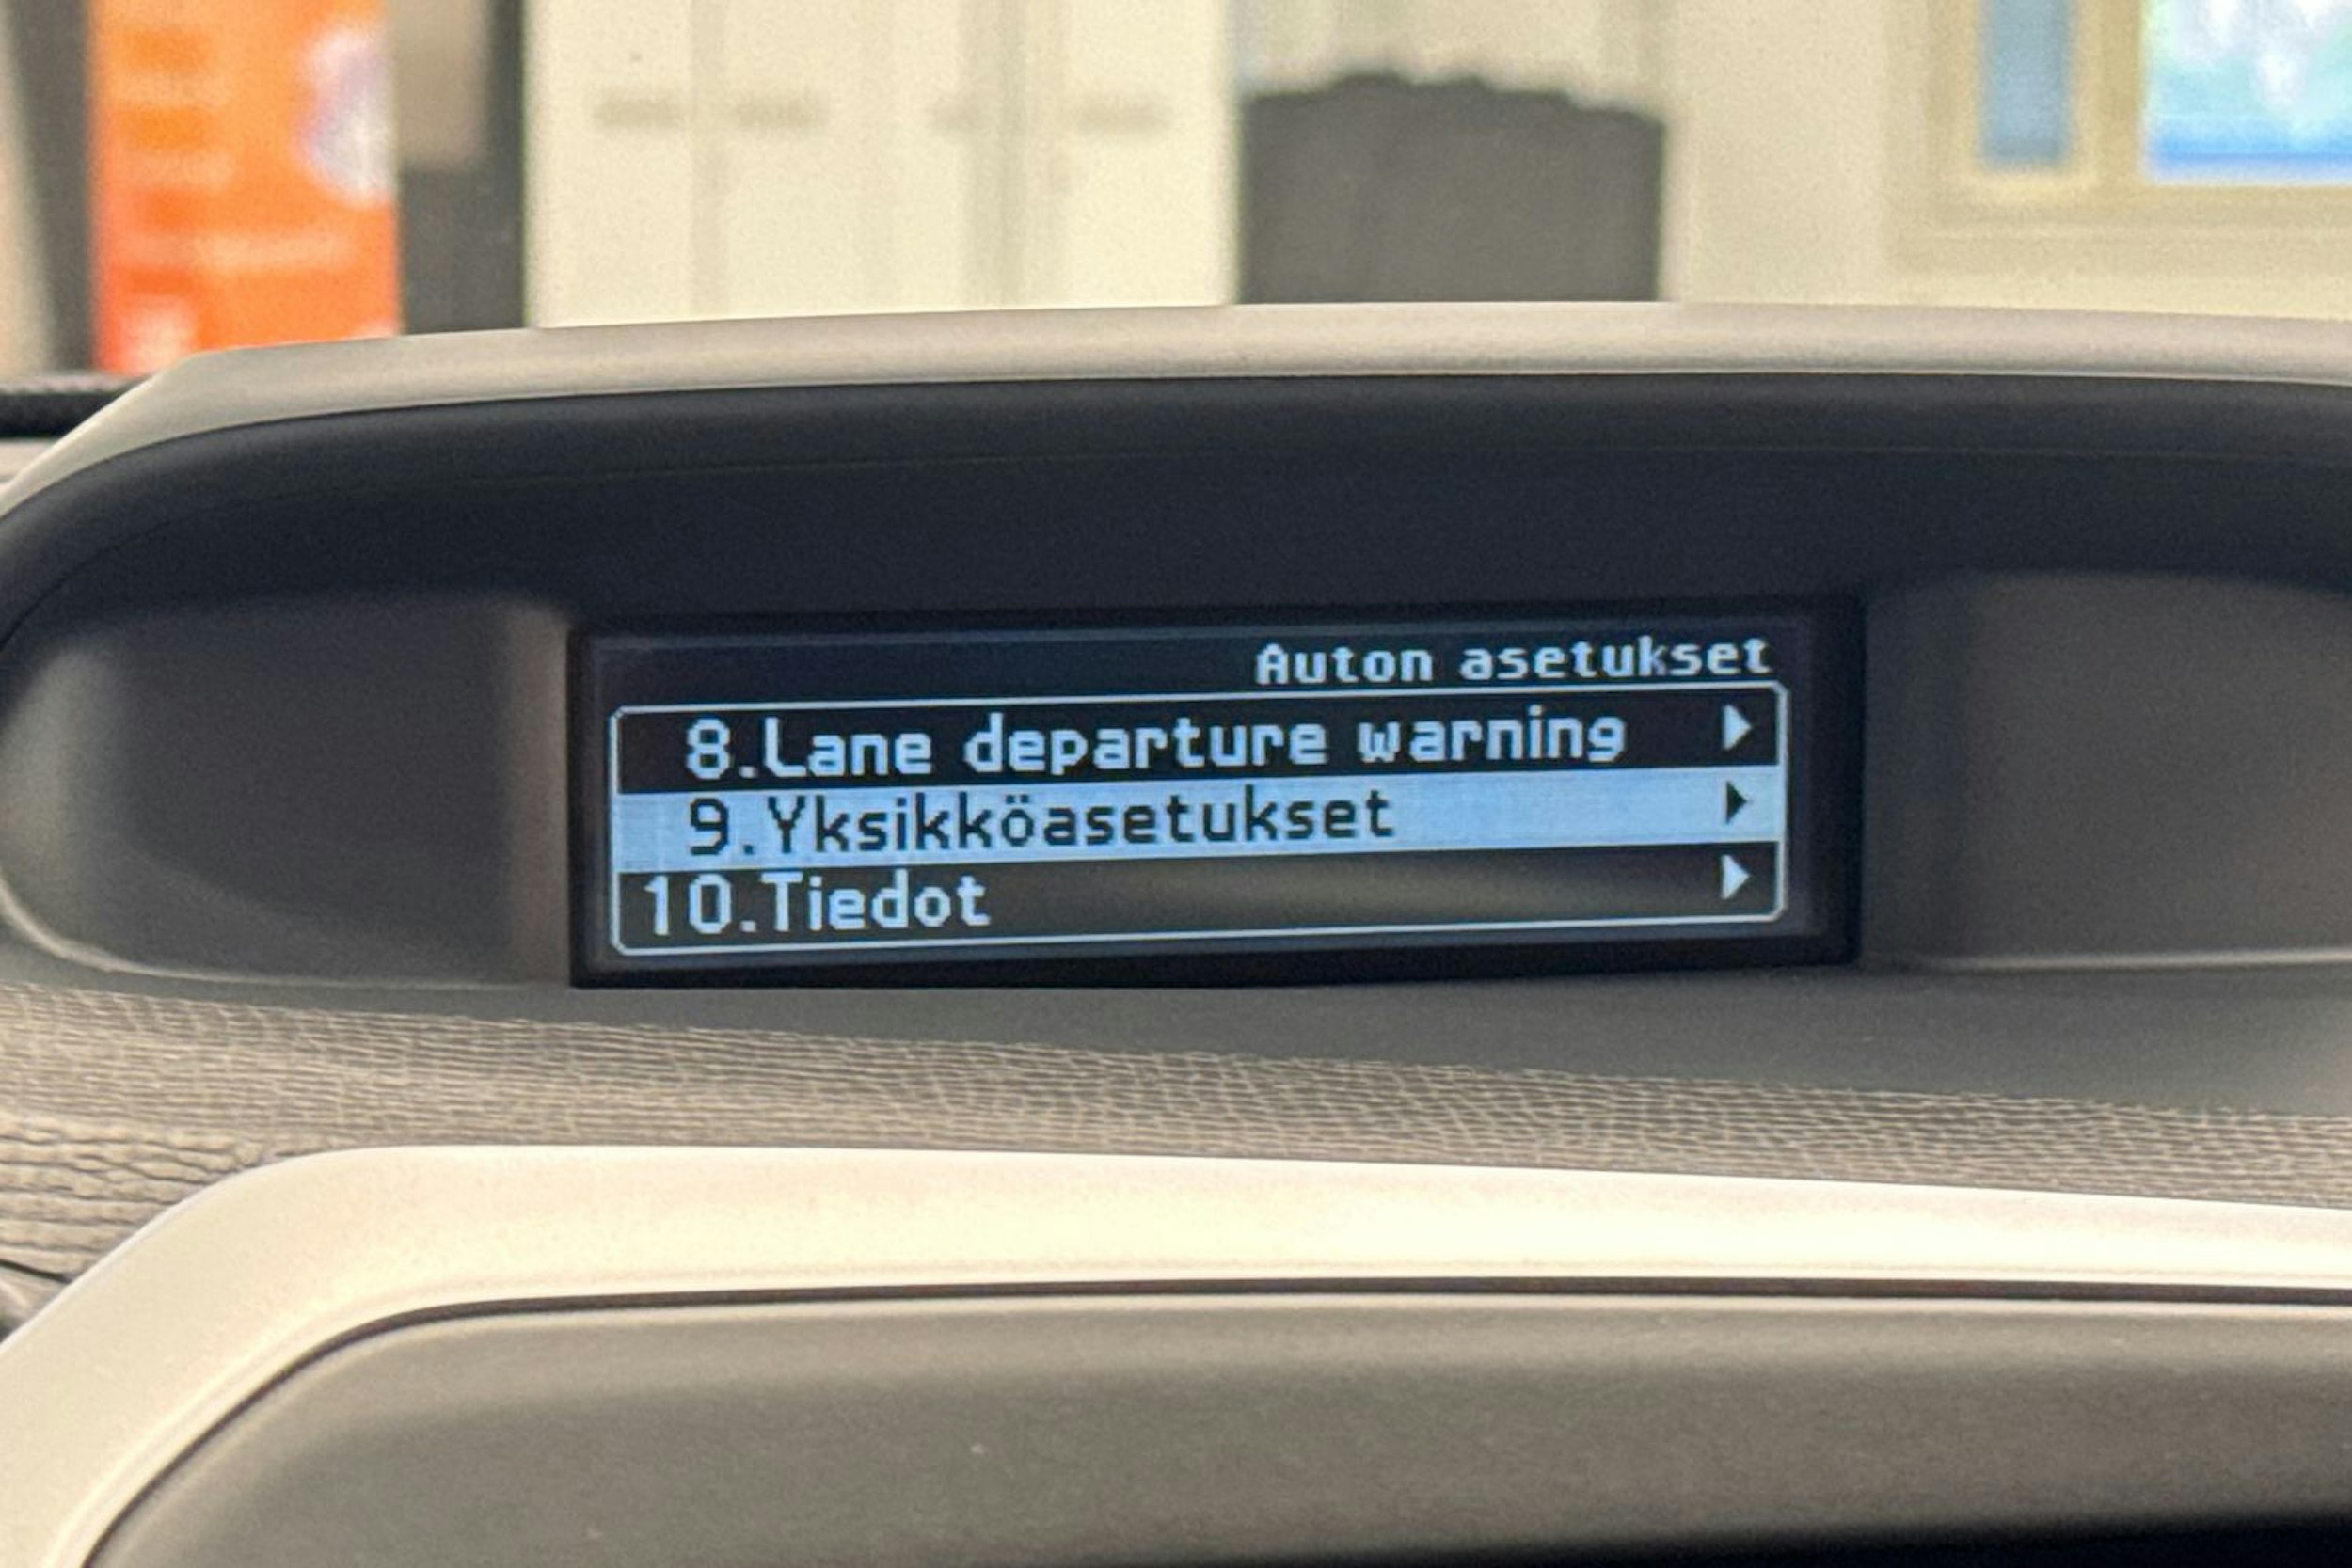 Auton asetukset
8.Lane departure warning
9.Yksikköasetukset
10.Tiedot